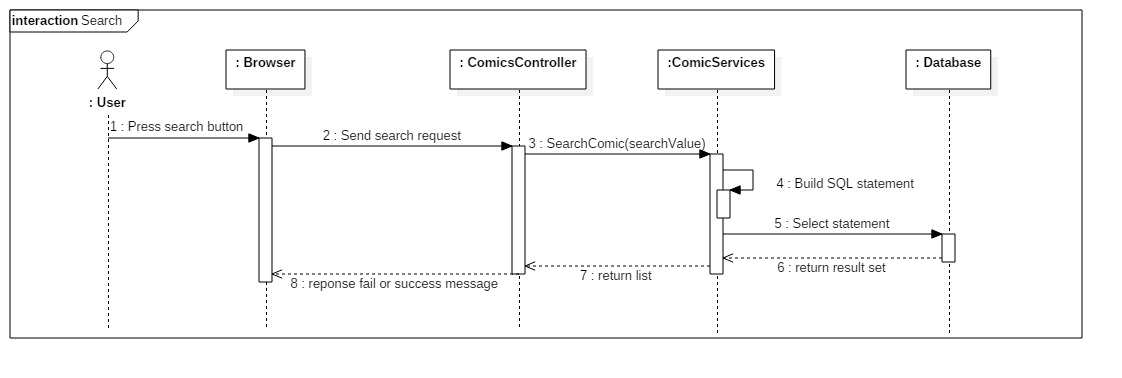 interaction Search
: User
: Browser
: ComicsController
:ComicServices
: Database
1 : Press search button
2 : Send search request
3 : SearchComic(searchValue)
4 : Build SQL statement
5 : Select statement
6 : return result set
7 : return list
8 : reponse fail or success message